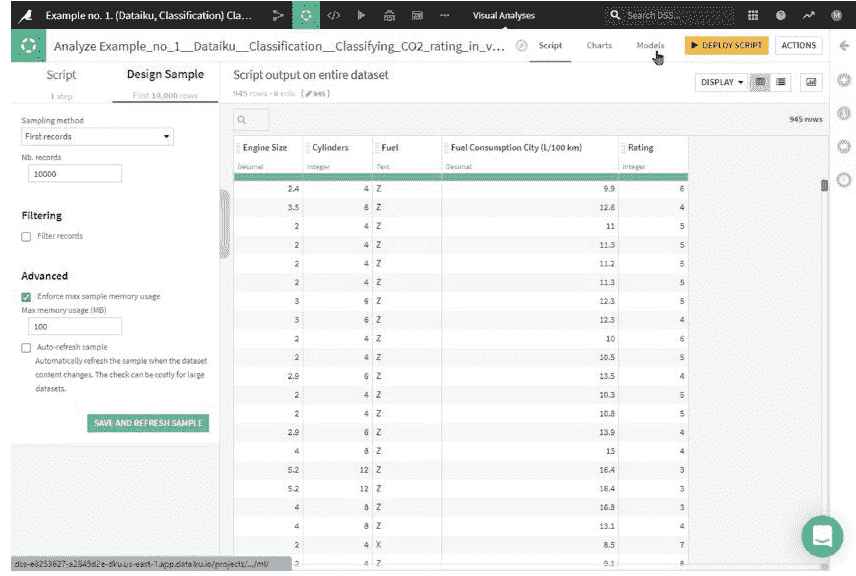 Example no. 1. (Dataiku, Classification) Cla...
Visual Analyses
Search DSS...
Analyze Example_no_1__Dataiku__Classification__Classifying_CO2_rating_in_v...
Script
Charts
Models
DEPLOY SCRIPT
ACTIONS
Script
1 step
Design Sample
First 10,000 rows
Script output on entire dataset
945 rows - 6 cols (945)
DISPLAY
Sampling method
First records
Nb. records
10000
Filtering
Filter records
Advanced
Enforce max sample memory usage
Max memory usage (MB)
100
Auto-refresh sample
Automatically refresh the sample when the dataset
content changes. The check can be costly for large
datasets.
SAVE AND REFRESH SAMPLE
945 rows
Engine Size Cylinders Fuel Fuel Consumption City (L/100 km) Rating
Decimal Integer Text Decimal Integer
2.4 4 Z 9.9 6
3.5 6 Z 12.6 4
2 4 Z 11 5
2 4 Z 11.3 5
2 4 Z 11.2 5
2 4 Z 11.3 5
3 6 Z 12.3 5
3 6 Z 12.3 4
2 4 Z 10 6
2 4 Z 10.5 5
2.9 6 Z 13.5 4
2 4 Z 10.3 5
2 4 Z 10.8 5
2.9 6 Z 13.9 4
4 8 Z 15 4
5.2 12 Z 16.4 3
5.2 12 Z 16.4 3
4 8 Z 16.8 3
4 8 Z 13.1 4
2 4 X 8.5 7
2 4 Z 9.1 6